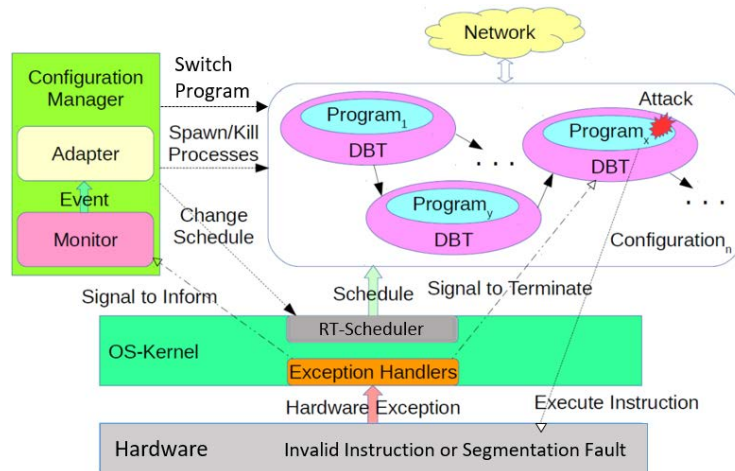 Network
Configuration
Manager
Switch
Program
Attack
Program1
DBT
Programx
DBT
Adapter
Spawn/Kill
Processes
. . .
Event
Programy
DBT
. . .
Monitor
Change
Schedule
Configurationn
Signal to Inform
Schedule
Signal to Terminate
RT-Scheduler
OS-Kernel
Exception Handlers
Hardware Exception
Execute Instruction
Hardware
Invalid Instruction or Segmentation Fault